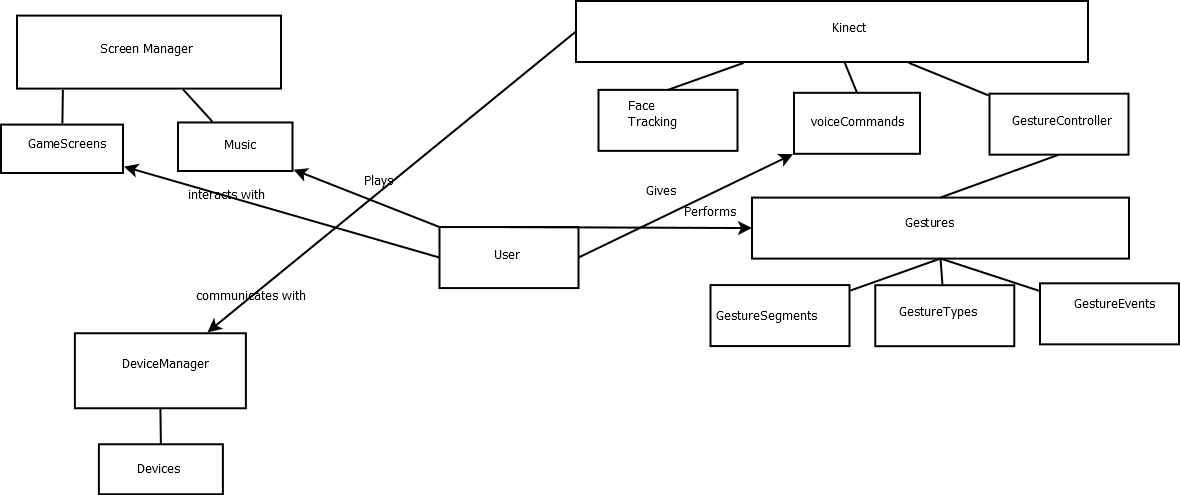 Kinect
Screen Manager
Face
Tracking
voiceCommands
GestureController
GameScreens
Music
Plays
Gives
interacts with
Performs
Gestures
User
communicates with
GestureSegments
GestureTypes
GestureEvents
DeviceManager
Devices